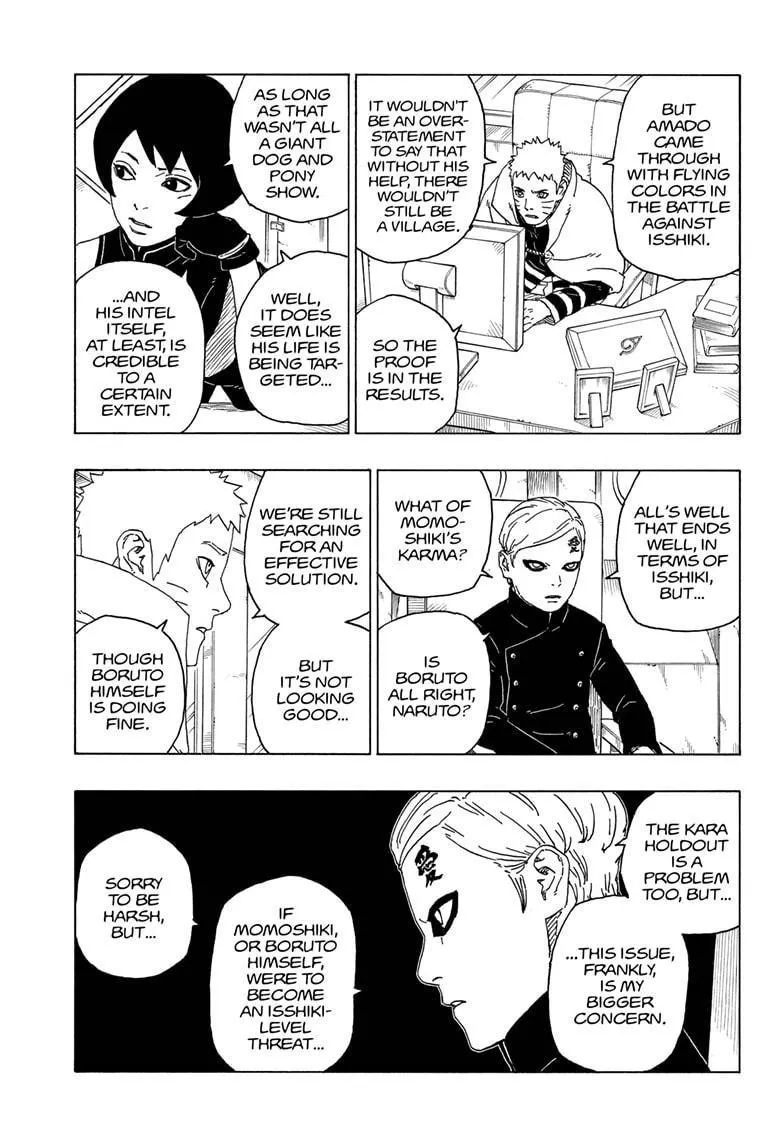 BUT
AMADO
CAME
THROUGH
WITH FLYING
COLORS IN
THE BATTLE
AGAINST
ISSHIKI.
IT WOULDN'T
BE AN OVER-
STATEMENT
TO SAY THAT
WITHOUT HIS
HELP, THERE
WOULDN'T
STILL BE
A VILLAGE.
SO THE
PROOF
IS IN THE
RESULTS.
AS LONG
AS THAT
WASN'T ALL
A GIANT
DOG AND
PONY
SHOW.
WELL,
IT DOES
SEEM LIKE
HIS LIFE IS
BEING TAR-
GETED...
...AND
HIS INTEL
ITSELF,
AT LEAST, IS
CREDIBLE
TO A
CERTAIN
EXTENT.
ALL'S WELL
THAT ENDS
WELL, IN
TERMS OF
ISSHIKI,
BUT...
愛
WHAT OF
MOMO-
SHIKI'S
KARMA?
IS
BORUTO
ALL RIGHT,
NARUTO?
WE'RE STILL
SEARCHING
FOR AN
EFFECTIVE
SOLUTION.
BUT
IT'S NOT
LOOKING
GOOD...
THOUGH
BORUTO
HIMSELF
IS DOING
FINE.
THE KARA
HOLDOUT
IS A
PROBLEM
TOO, BUT...
...THIS ISSUE,
FRANKLY,
IS MY
BIGGER
CONCERN.
愛
IF
MOMOSHIKI,
OR BORUTO
HIMSELF,
WERE TO
BECOME
AN ISSHIKI-
LEVEL
THREAT...
SORRY
TO BE
HARSH,
BUT...